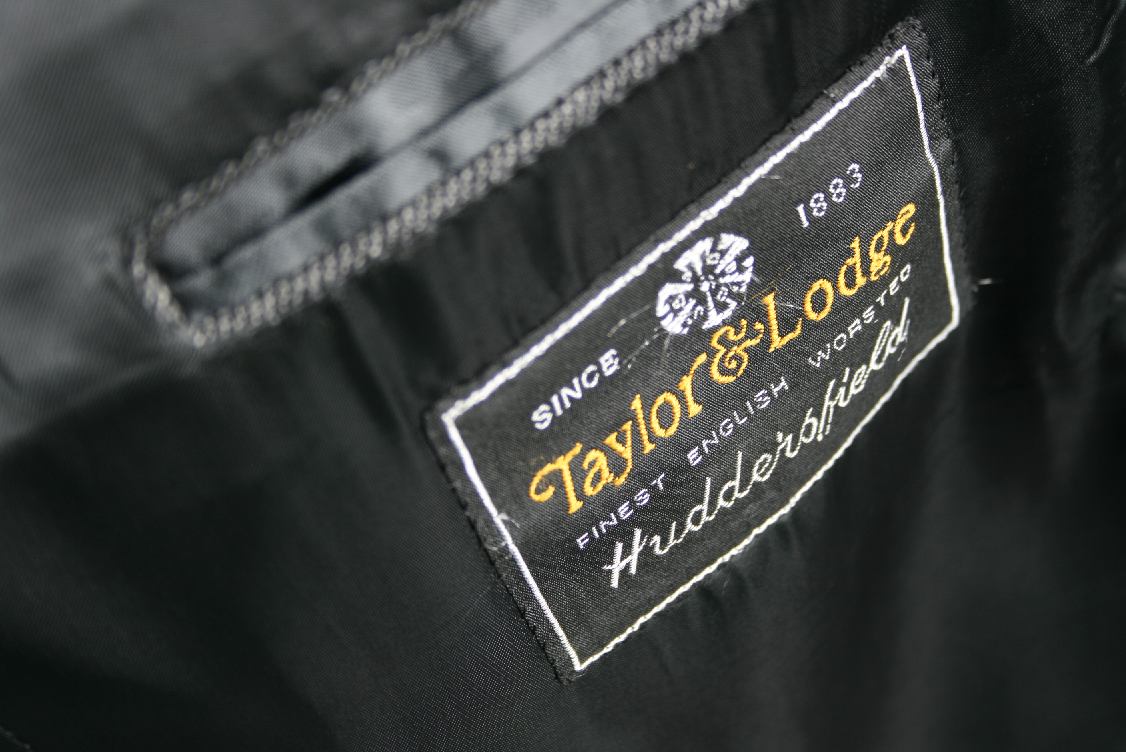 SINCE 1883
Taylor & Lodge
FINEST ENGLISH WORSTED
Huddersfield